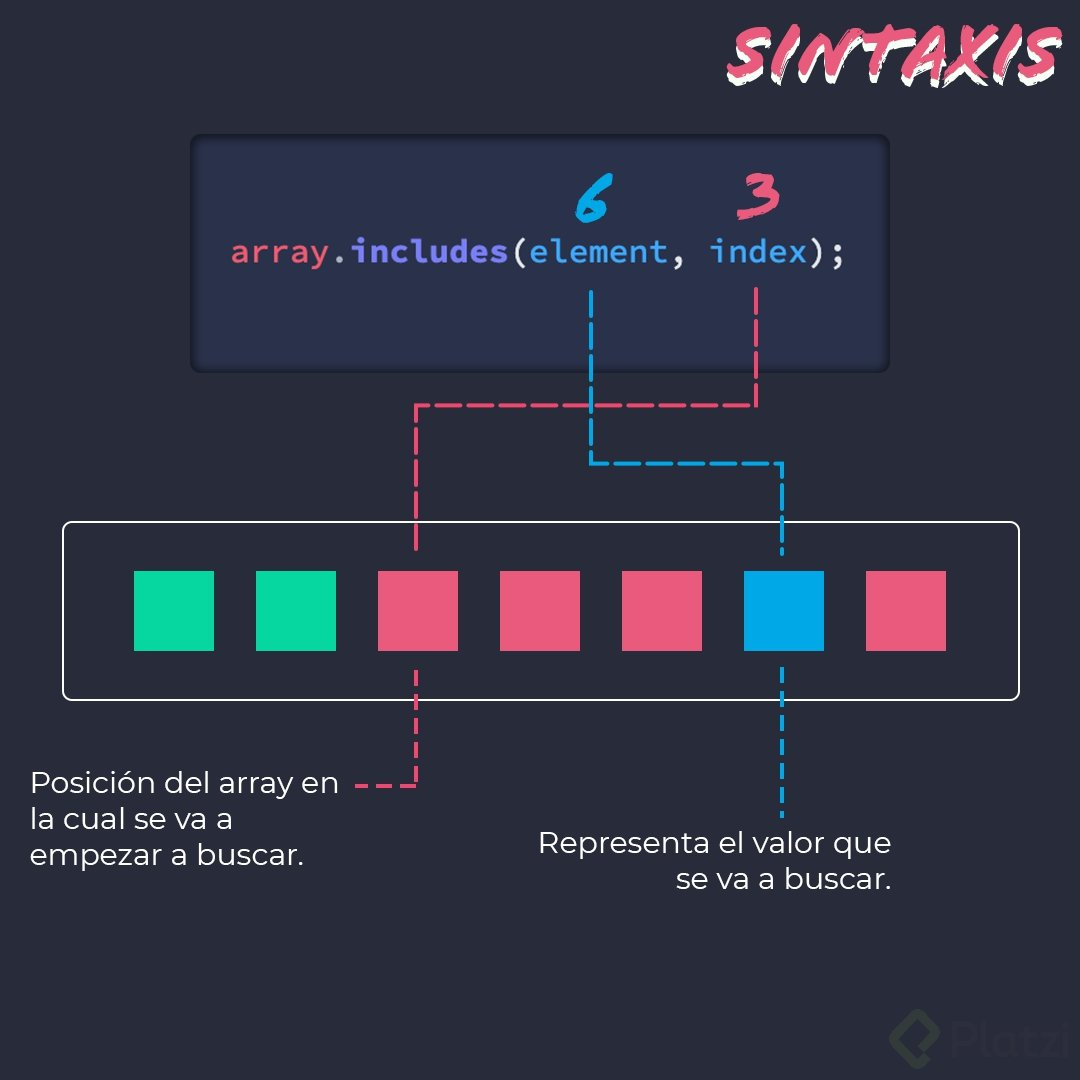 SINTAXIS
6 3
array.includes(element, index);
Posición del array en
la cual se va a
empezar a buscar.
Representa el valor que
se va a buscar.
Platzi